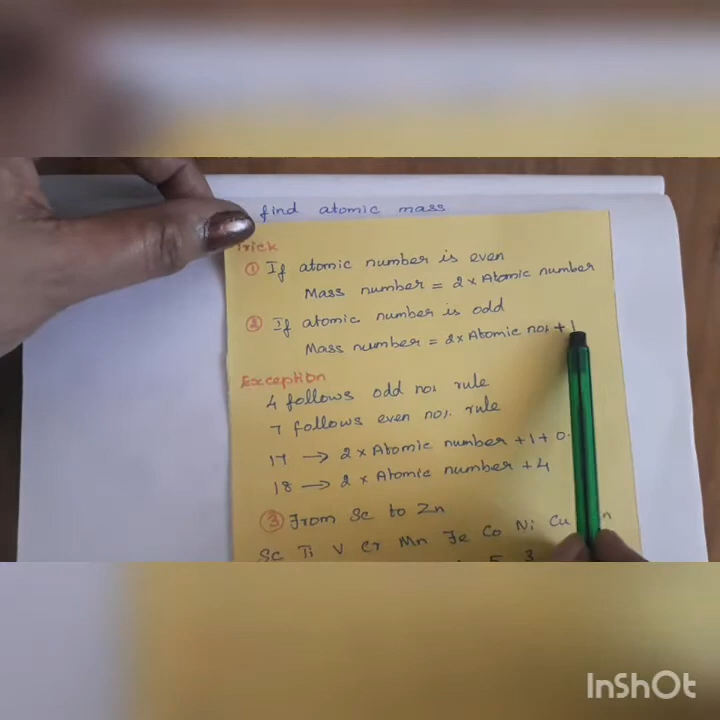 find atomic mass
Trick
① If atomic number is even
Mass number = 2 × Atomic number
② If atomic number is odd
Mass number = 2 × Atomic no. + 1
Exception
4 follows odd no. rule
7 follows even no. rule
17 → 2 × Atomic number + 1 + 0.
18 → 2 × Atomic number + 4
③ From Sc to Zn
Sc Ti V Cr Mn Fe Co Ni Cu n
5 3
InShOt